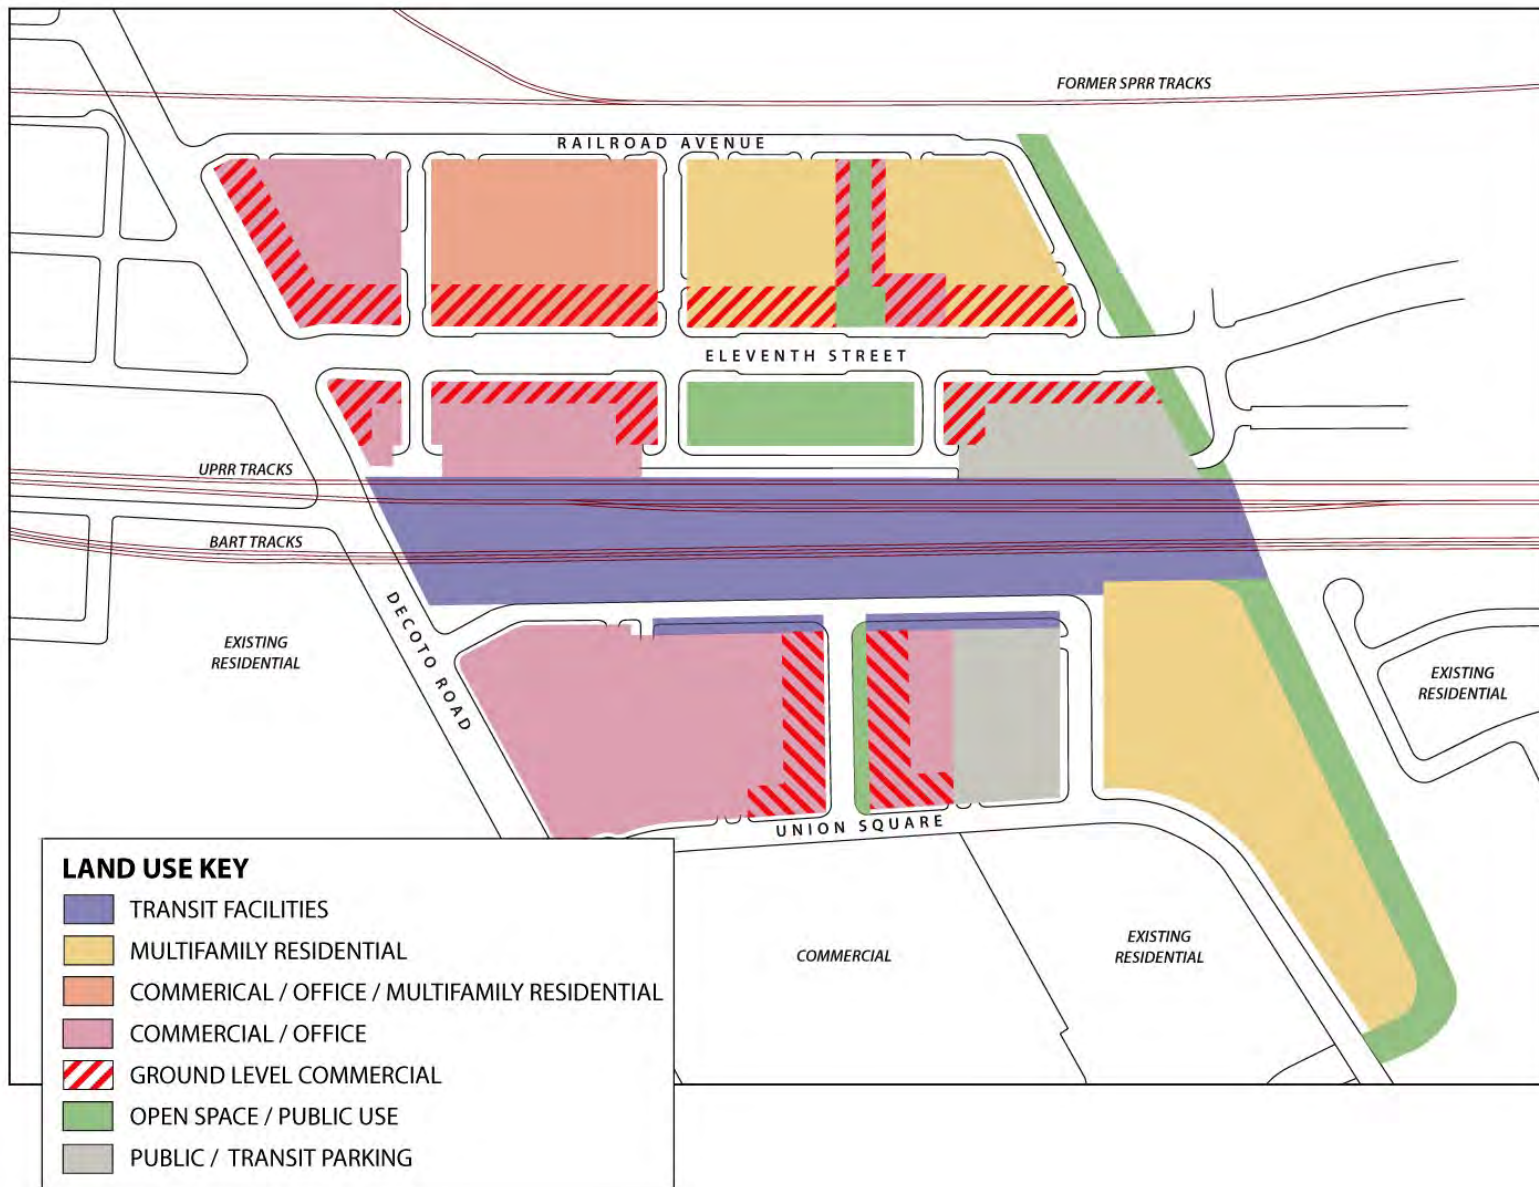 FORMER SPRR TRACKS
RAILROAD AVENUE
ELEVENTH STREET
UPRR TRACKS
BART TRACKS
DECOTO ROAD
EXISTING
RESIDENTIAL
EXISTING
RESIDENTIAL
UNION SQUARE
COMMERCIAL
EXISTING
RESIDENTIAL
LAND USE KEY
TRANSIT FACILITIES
MULTIFAMILY RESIDENTIAL
COMMERICAL / OFFICE / MULTIFAMILY RESIDENTIAL
COMMERCIAL / OFFICE
GROUND LEVEL COMMERCIAL
OPEN SPACE / PUBLIC USE
PUBLIC / TRANSIT PARKING